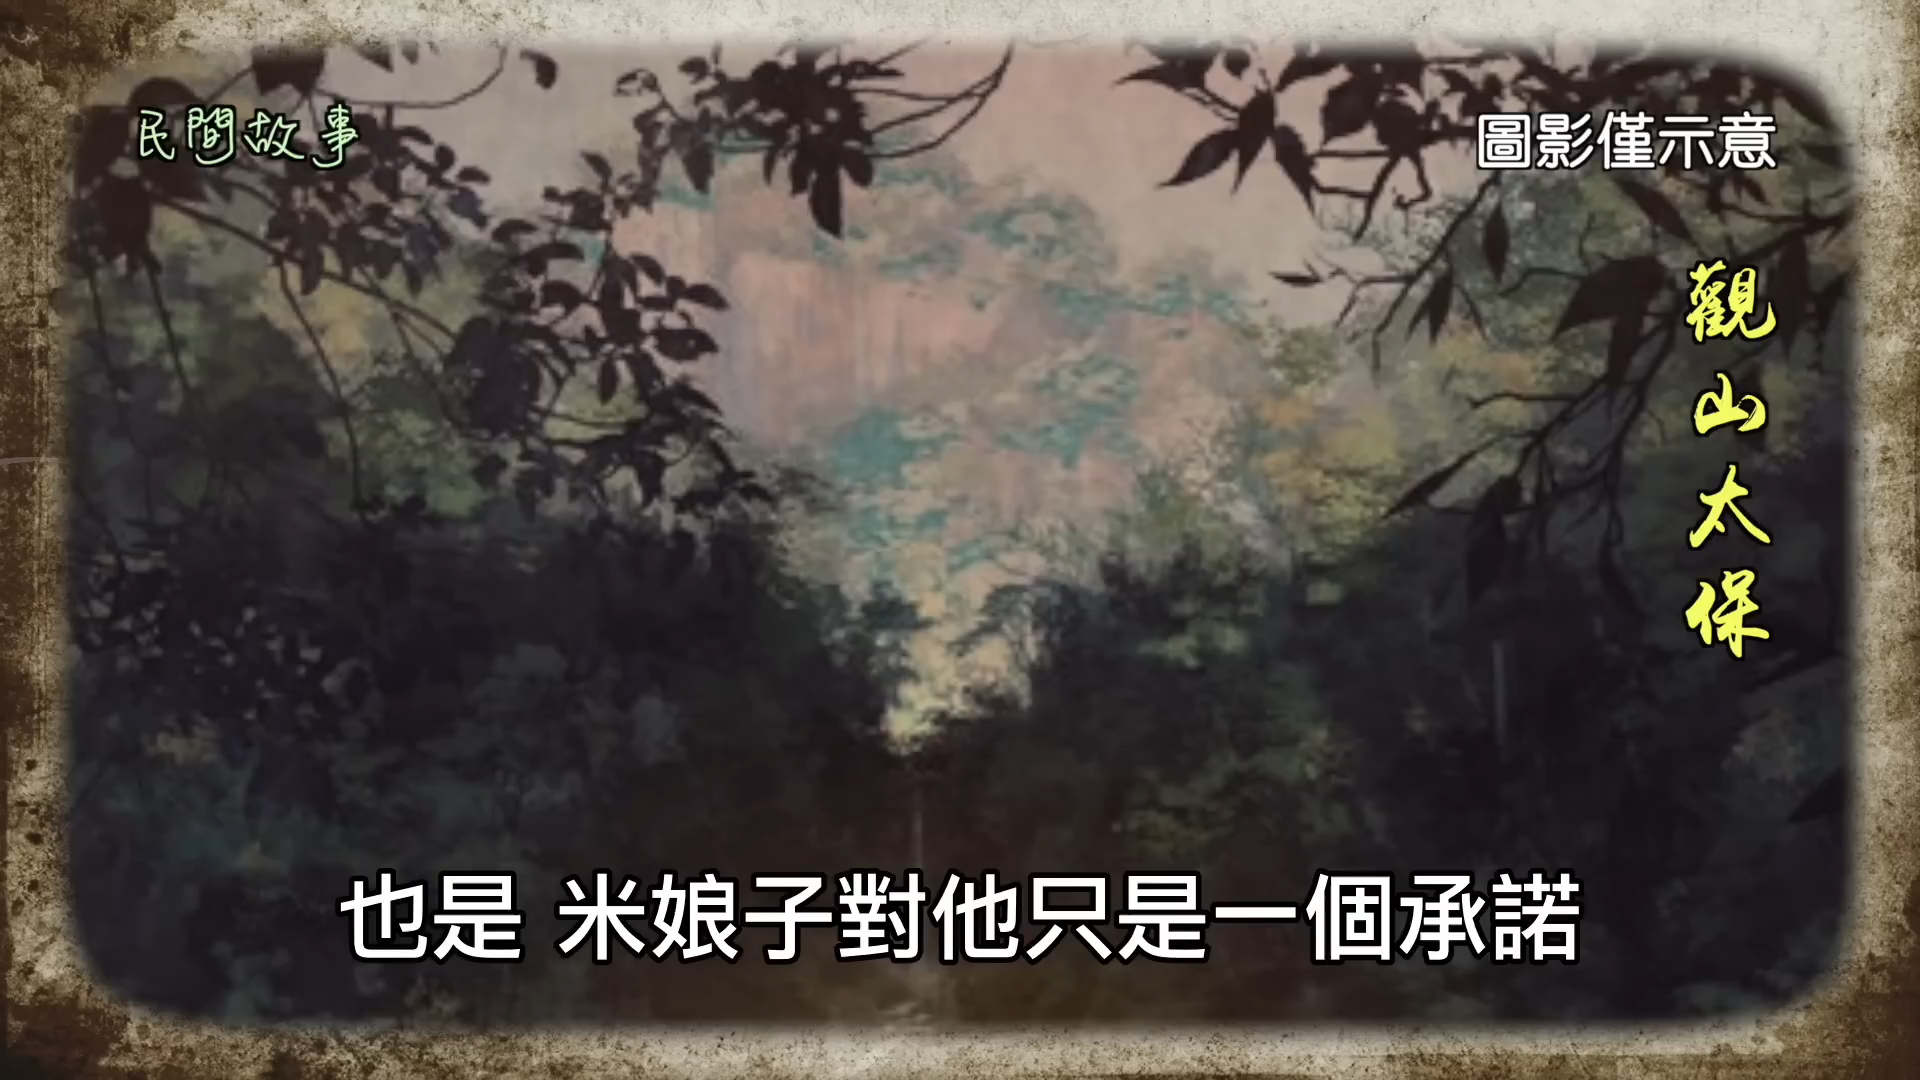 民間故事
圖影僅示意
觀山太保
也是 米娘子對他只是一個承諾